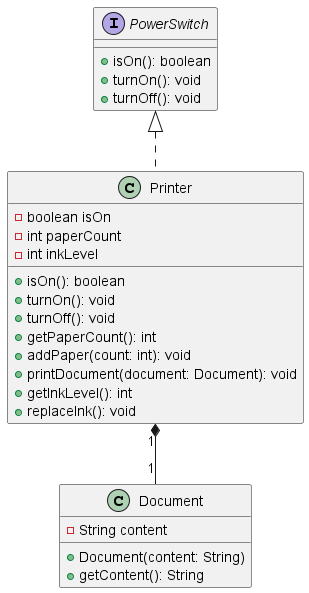 I PowerSwitch
isOn(): boolean
turnOn(): void
turnOff(): void
C Printer
boolean isOn
int paperCount
int inkLevel
isOn(): boolean
turnOn(): void
turnOff(): void
getPaperCount(): int
addPaper(count: int): void
printDocument(document: Document): void
getInkLevel(): int
replaceInk(): void
1
1
C Document
String content
Document(content: String)
getContent(): String